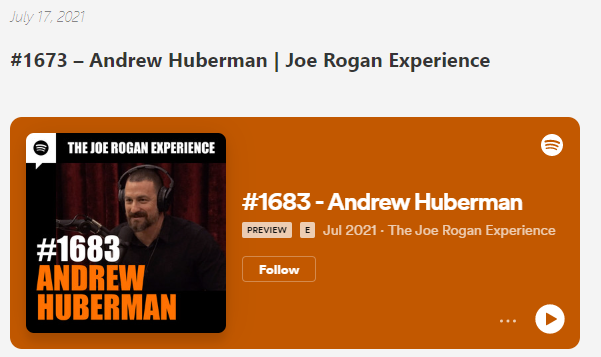 July 17, 2021
#1673 – Andrew Huberman | Joe Rogan Experience
THE JOE ROGAN EXPERIENCE
#1683
ANDREW
HUBERMAN
#1683 - Andrew Huberman
PREVIEW E Jul 2021 · The Joe Rogan Experience
Follow